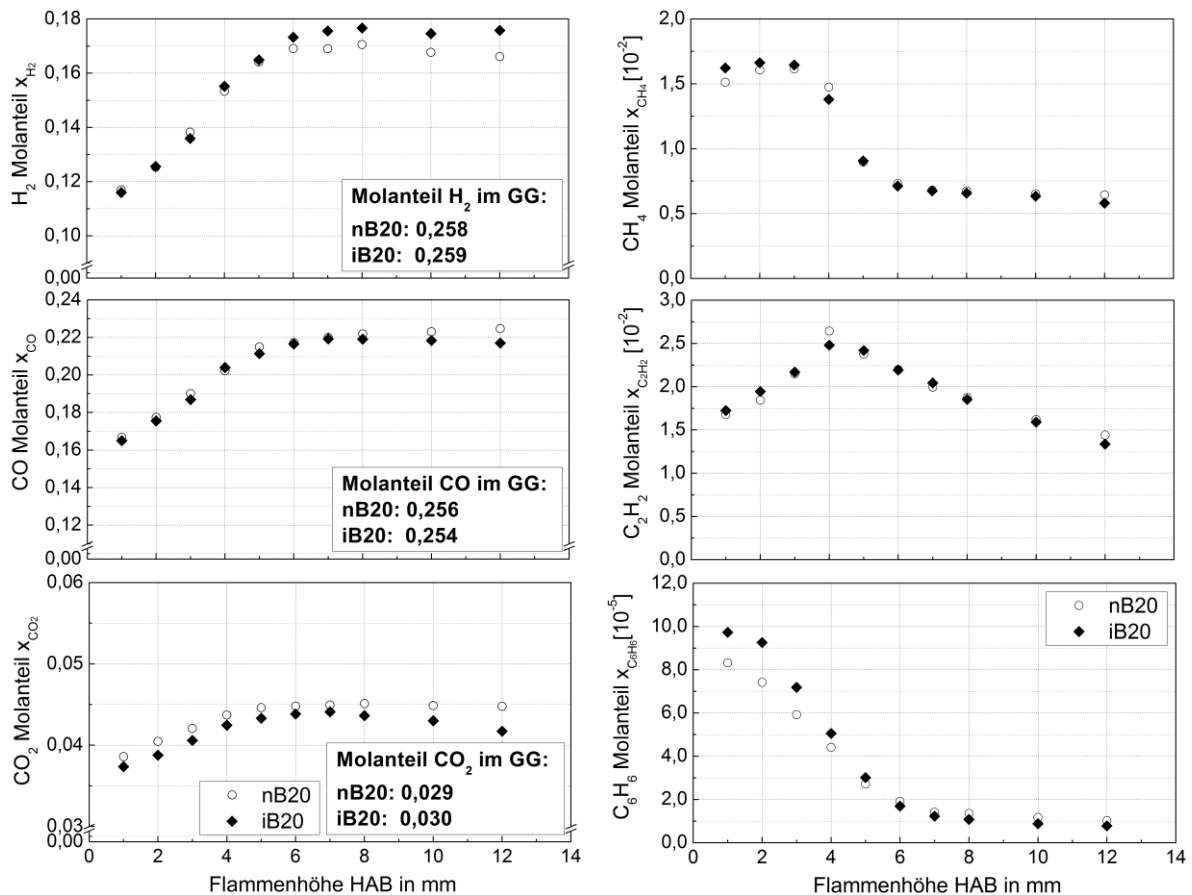 H₂ Molanteil x_H2
0,18
0,16
0,14
0,12
0,10
0,00
Molanteil H₂ im GG:
nB20: 0,258
iB20: 0,259
CO Molanteil x_CO
0,24
0,22
0,20
0,18
0,16
0,14
0,12
0,00
Molanteil CO im GG:
nB20: 0,256
iB20: 0,254
CO₂ Molanteil x_CO₂
0,06
0,05
0,04
0,03
0,00
nB20
iB20
Molanteil CO₂ im GG:
nB20: 0,029
iB20: 0,030
0 2 4 6 8 10 12 14
Flammenhöhe HAB in mm
CH₄ Molanteil x_CH₄ [10⁻²]
2,0
1,5
1,0
0,5
0,0
C₂H₂ Molanteil x_C₂H₂ [10⁻²]
3,0
2,5
2,0
1,5
1,0
0,5
0,0
C₆H₆ Molanteil x_C₆H₆[10⁻⁵]
12,0
10,0
8,0
6,0
4,0
2,0
0,0
nB20
iB20
0 2 4 6 8 10 12 14
Flammenhöhe HAB in mm